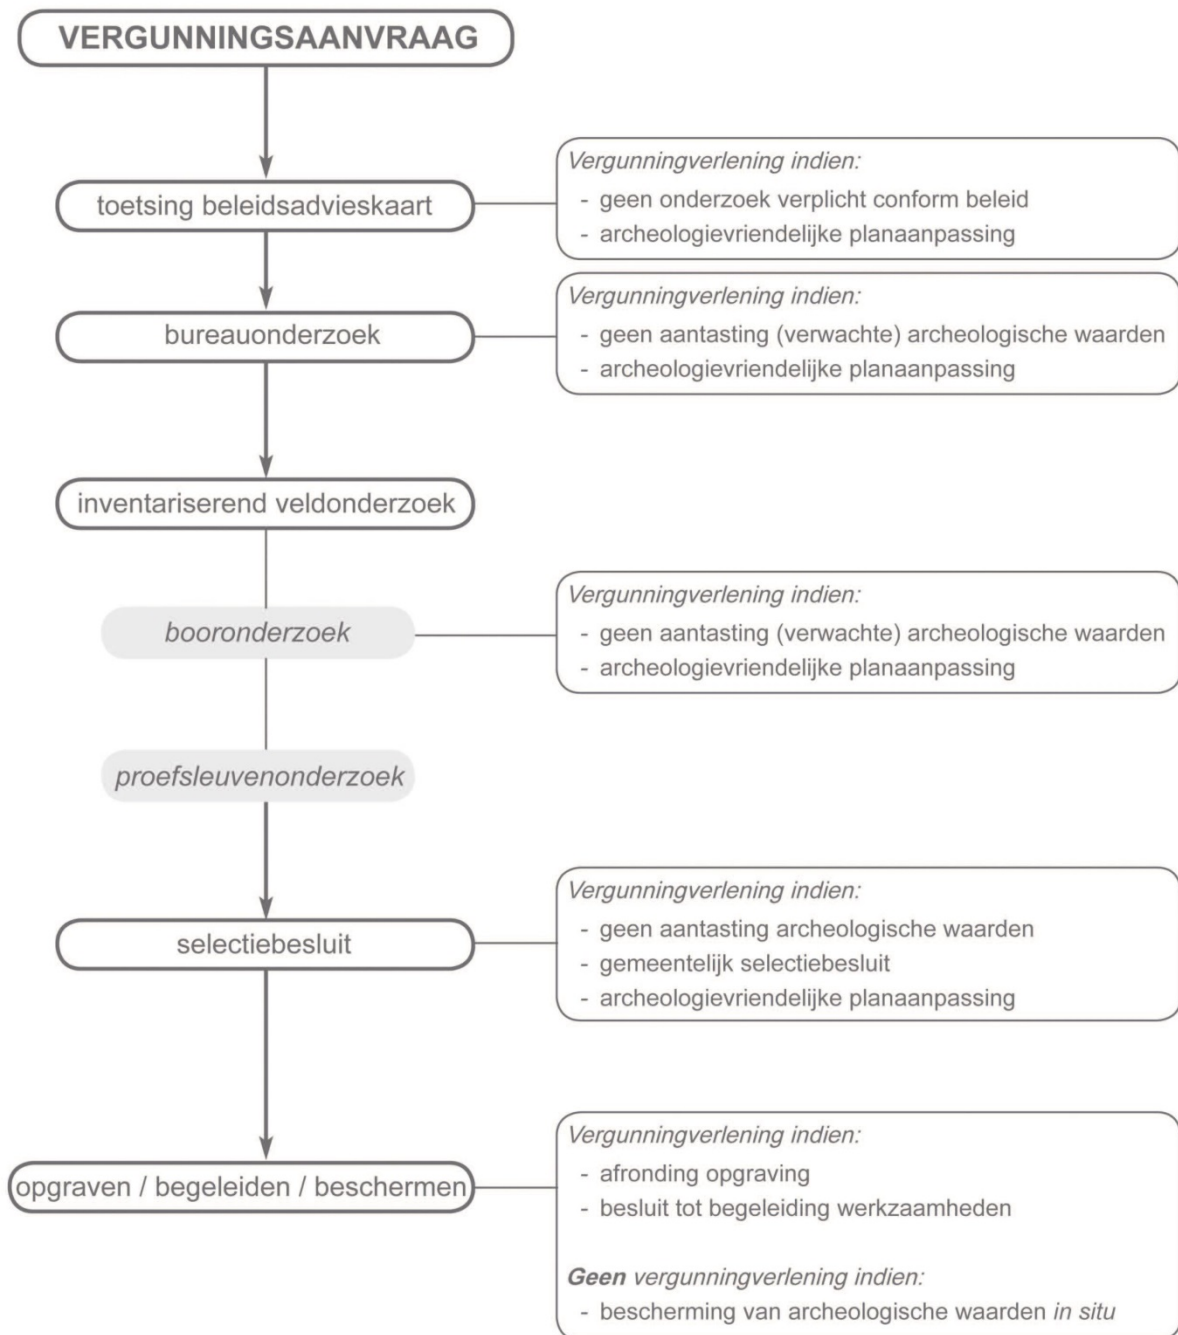 VERGUNNINGSAANVRAAG
toetsing beleidsadvieskaart
Vergunningverlening indien:
- geen onderzoek verplicht conform beleid
- archeologievriendelijke planaanpassing
bureauonderzoek
Vergunningverlening indien:
- geen aantasting (verwachte) archeologische waarden
- archeologievriendelijke planaanpassing
inventariserend veldonderzoek
booronderzoek
Vergunningverlening indien:
- geen aantasting (verwachte) archeologische waarden
- archeologievriendelijke planaanpassing
proefsleuvenonderzoek
selectiebesluit
Vergunningverlening indien:
- geen aantasting archeologische waarden
- gemeentelijk selectiebesluit
- archeologievriendelijke planaanpassing
opgraven / begeleiden / beschermen
Vergunningverlening indien:
- afronding opgraving
- besluit tot begeleiding werkzaamheden
Geen vergunningverlening indien:
- bescherming van archeologische waarden in situ